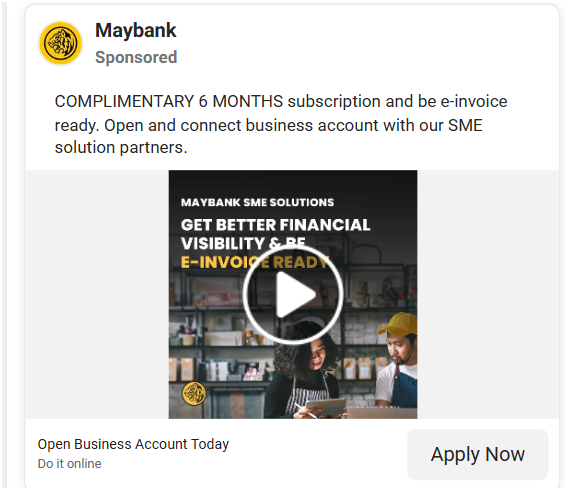 Maybank
Sponsored
COMPLIMENTARY 6 MONTHS subscription and be e-invoice
ready. Open and connect business account with our SME
solution partners.
MAYBANK SME SOLUTIONS
GET BETTER FINANCIAL
VISIBILITY & BE
E-INVOICE READY
Open Business Account Today
Do it online
Apply Now